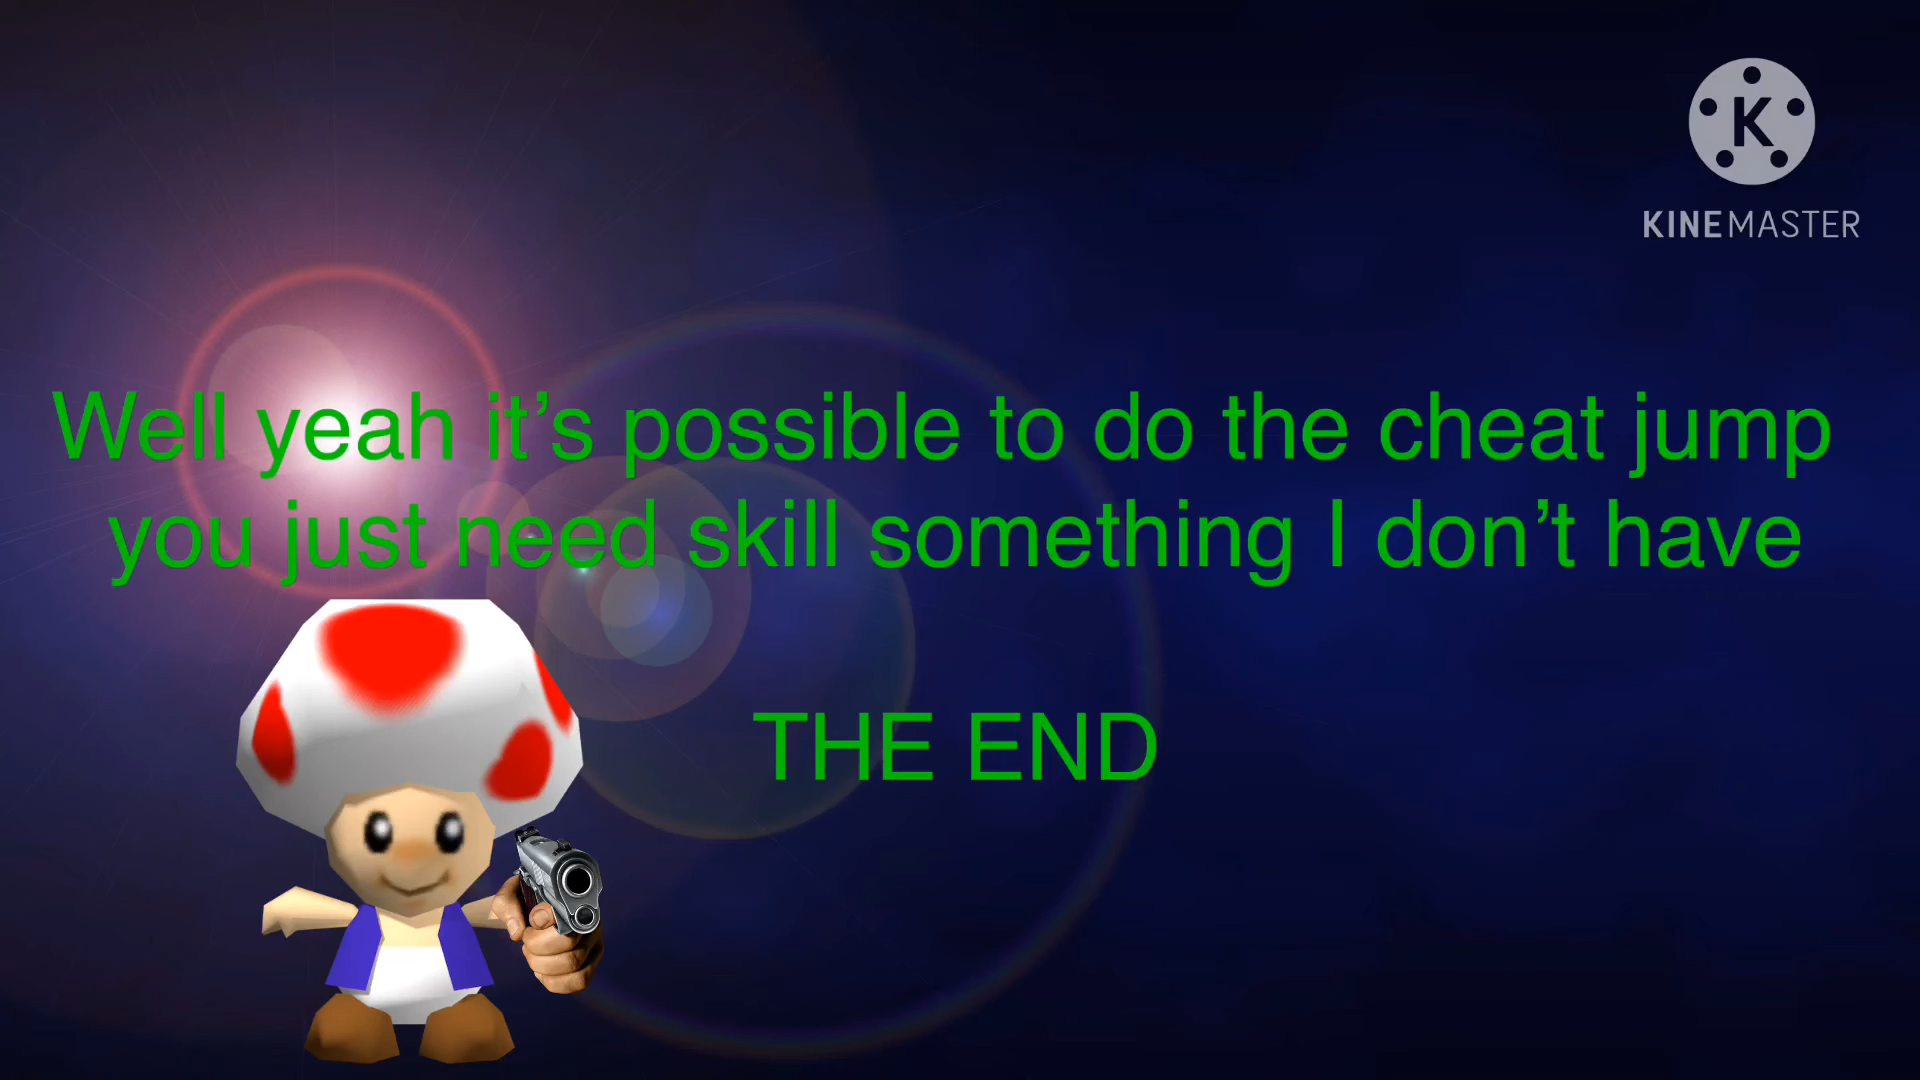 K
KINEMASTER
Well yeah it’s possible to do the cheat jump
you just need skill something I don’t have
THE END